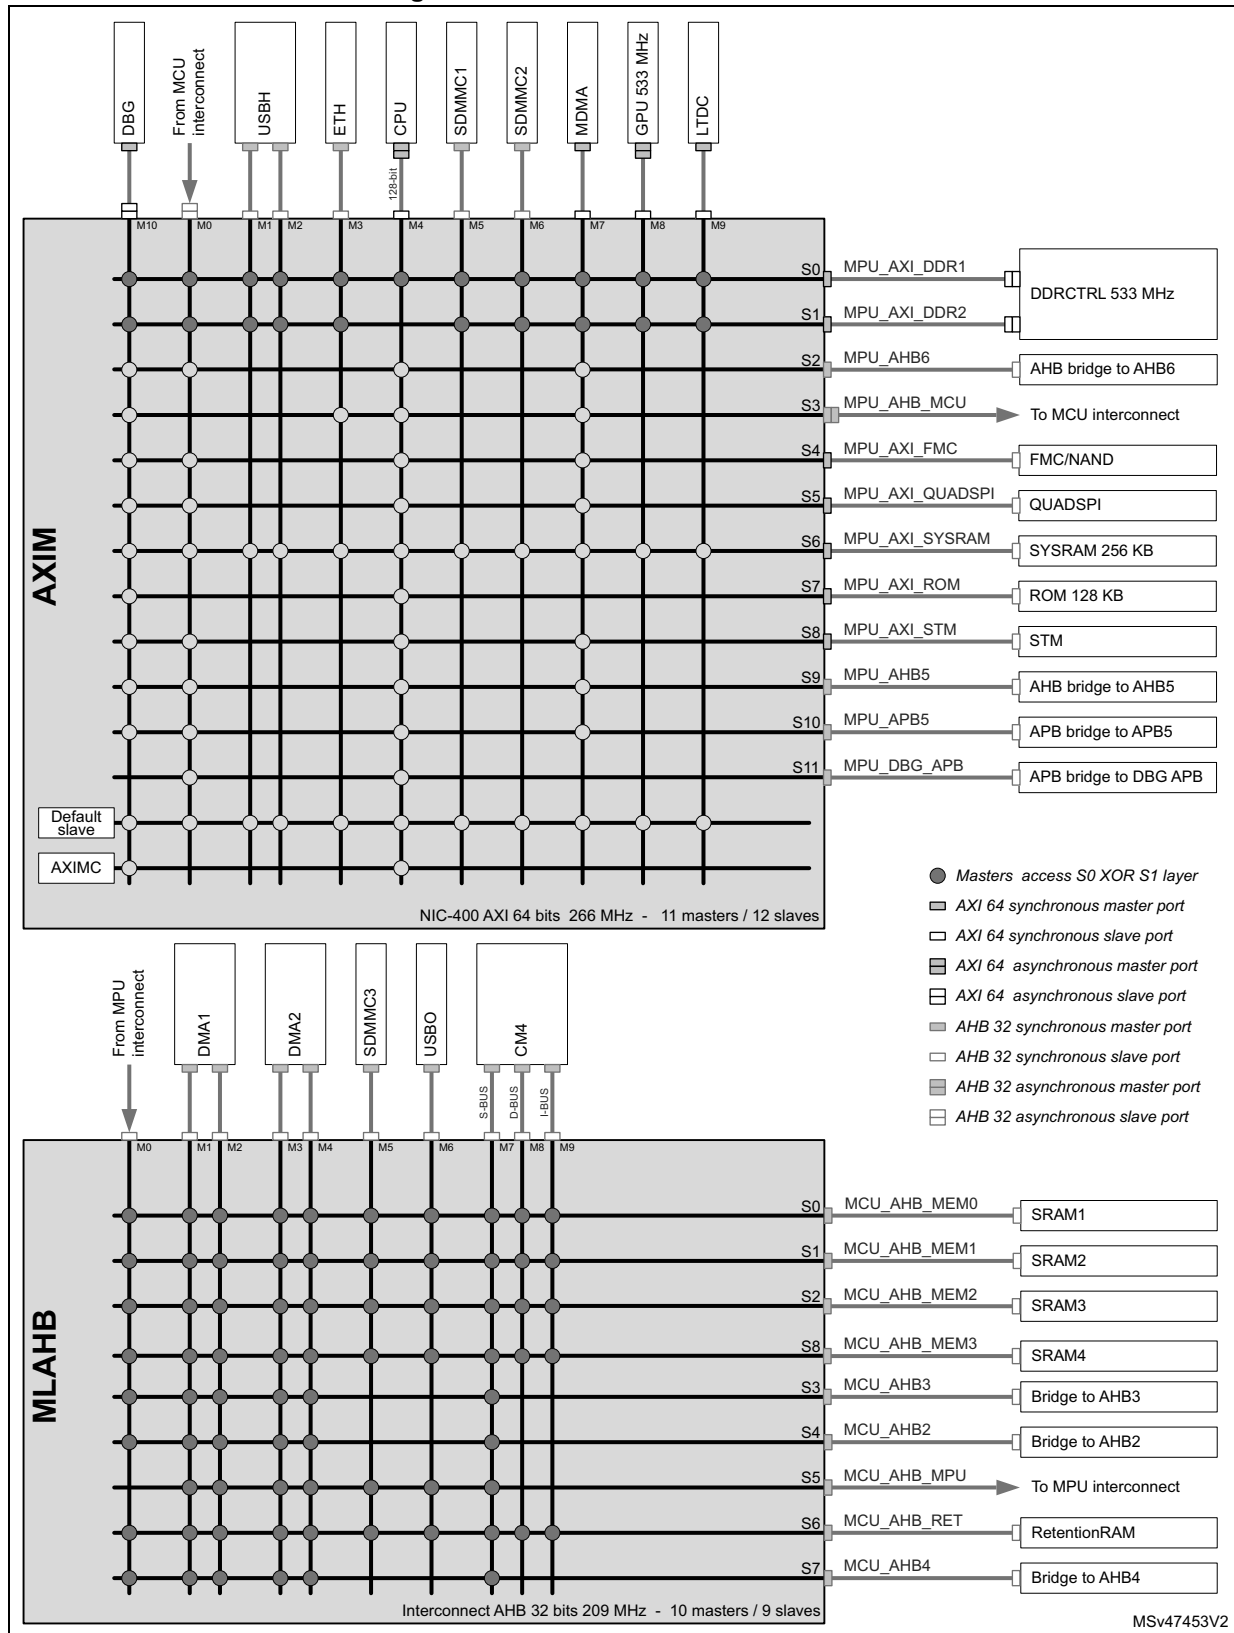 DBG
From MCU
interconnect
USBH
ETH
CPU
SDMMC1
SDMMC2
MDMA
GPU 533 MHz
LTDC
128-bit
M10
M0
M1
M2
M3
M4
M5
M6
M7
M8
M9
AXIM
S0 MPU_AXI_DDR1
DDRCTRL 533 MHz
S1 MPU_AXI_DDR2
S2 MPU_AHB6 AHB bridge to AHB6
S3 MPU_AHB_MCU To MCU interconnect
S4 MPU_AXI_FMC FMC/NAND
S5 MPU_AXI_QUADSPI QUADSPI
S6 MPU_AXI_SYSRAM SYSRAM 256 KB
S7 MPU_AXI_ROM ROM 128 KB
S8 MPU_AXI_STM STM
S9 MPU_AHB5 AHB bridge to AHB5
S10 MPU_APB5 APB bridge to APB5
S11 MPU_DBG_APB APB bridge to DBG APB
Default
slave
AXIMC
NIC-400 AXI 64 bits 266 MHz - 11 masters / 12 slaves
Masters access S0 XOR S1 layer
AXI 64 synchronous master port
AXI 64 synchronous slave port
AXI 64 asynchronous master port
AXI 64 asynchronous slave port
AHB 32 synchronous master port
AHB 32 synchronous slave port
AHB 32 asynchronous master port
AHB 32 asynchronous slave port
From MPU
interconnect
DMA1
DMA2
SDMMC3
USBO
CM4
S-BUS
D-BUS
I-BUS
M0
M1
M2
M3
M4
M5
M6
M7
M8
M9
MLAHB
S0 MCU_AHB_MEM0 SRAM1
S1 MCU_AHB_MEM1 SRAM2
S2 MCU_AHB_MEM2 SRAM3
S8 MCU_AHB_MEM3 SRAM4
S3 MCU_AHB3 Bridge to AHB3
S4 MCU_AHB2 Bridge to AHB2
S5 MCU_AHB_MPU To MPU interconnect
S6 MCU_AHB_RET RetentionRAM
S7 MCU_AHB4 Bridge to AHB4
Interconnect AHB 32 bits 209 MHz - 10 masters / 9 slaves
MSv47453V2